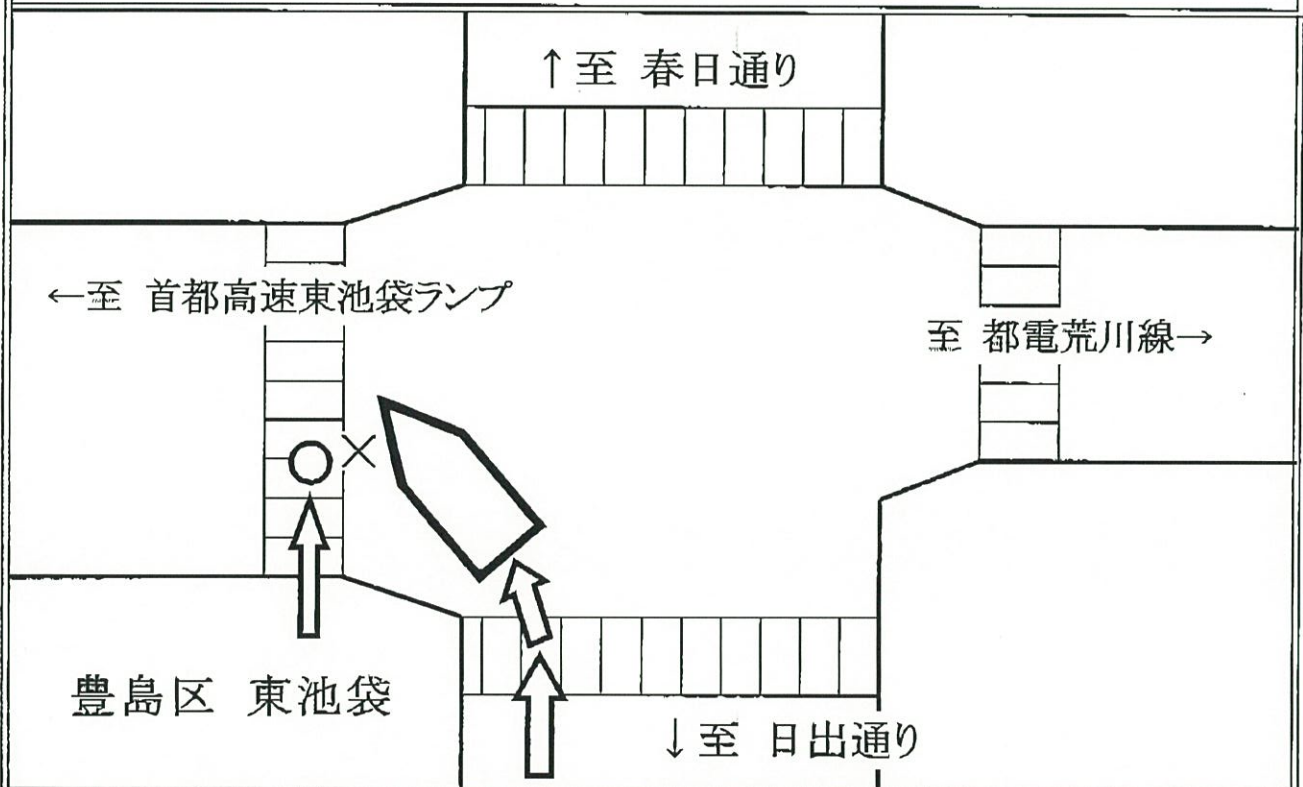 ↑至 春日通り
←至 首都高速東池袋ランプ
至 都電荒川線→
豊島区 東池袋
↓至 日出通り